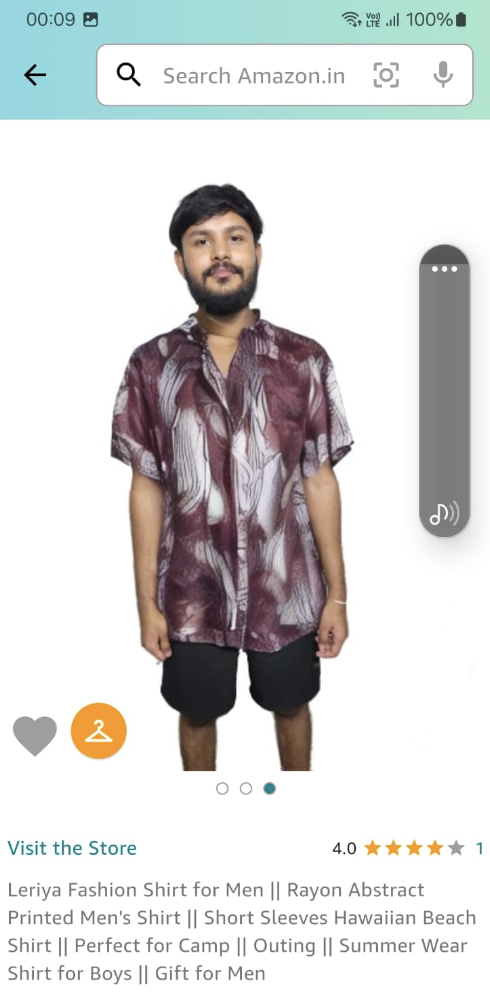 00:09 Vo)) LTE 100%
Search Amazon.in
Visit the Store 4.0 1
Leriya Fashion Shirt for Men || Rayon Abstract
Printed Men's Shirt || Short Sleeves Hawaiian Beach
Shirt || Perfect for Camp || Outing || Summer Wear
Shirt for Boys || Gift for Men